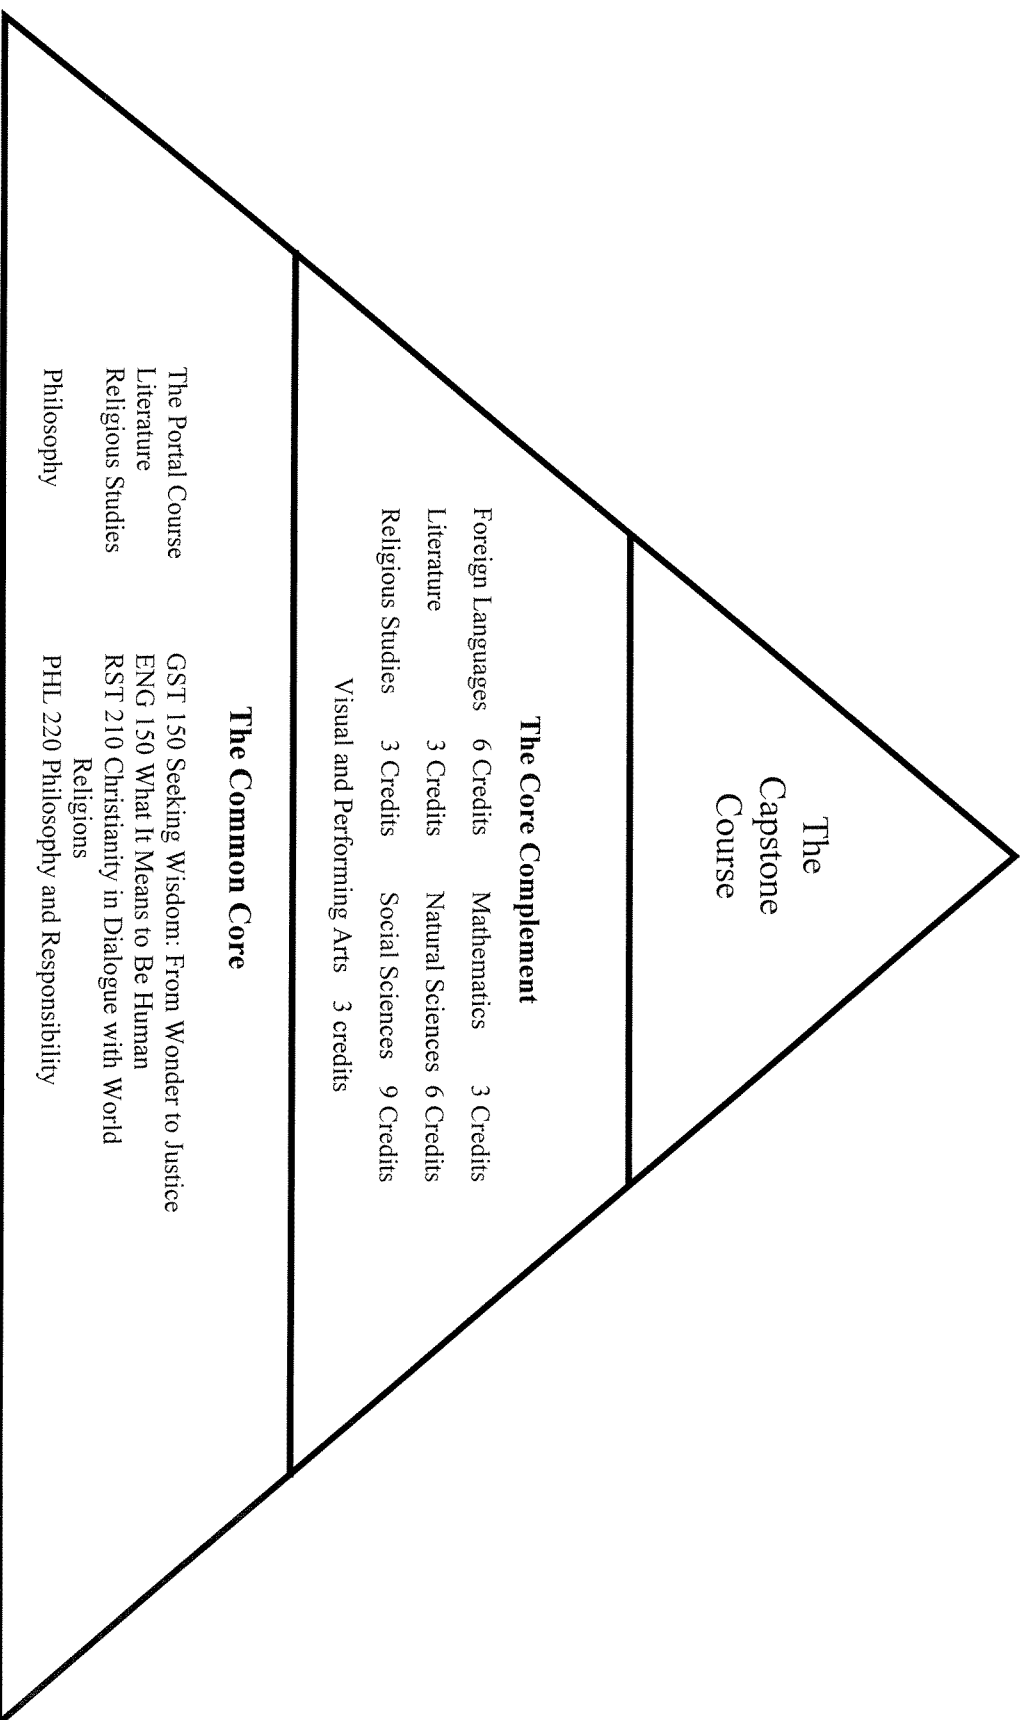 The
Capstone
Course
The Core Complement
Foreign Languages 6 Credits Mathematics 3 Credits
Literature 3 Credits Natural Sciences 6 Credits
Religious Studies 3 Credits Social Sciences 9 Credits
Visual and Performing Arts 3 credits
The Common Core
The Portal Course GST 150 Seeking Wisdom: From Wonder to Justice
Literature ENG 150 What It Means to Be Human
Religious Studies RST 210 Christianity in Dialogue with World
Religions
Philosophy PHL 220 Philosophy and Responsibility